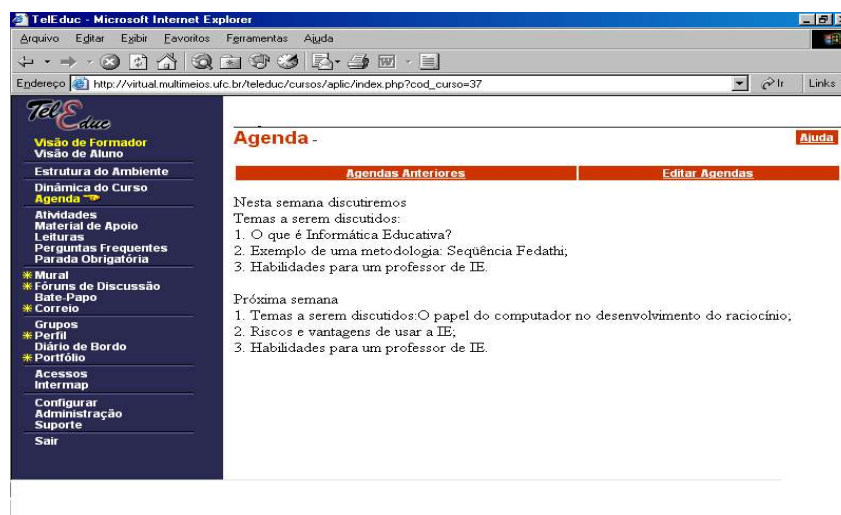 TelEduc - Microsoft Internet Explorer
Arquivo Editar Exibir Favoritos Ferramentas Ajuda
Endereço http://virtual.multimeios.ufc.br/teleduc/cursos/aplic/index.php?cod_curso=37 Ir Links
TelEduc
Visão de Formador
Visão de Aluno
Estrutura do Ambiente
Dinâmica do Curso
Agenda
Atividades
Material de Apoio
Leituras
Perguntas Frequentes
Parada Obrigatória
Mural
Fóruns de Discussão
Bate-Papo
Correio
Grupos
Perfil
Diário de Bordo
Portfólio
Acessos
Intermap
Configurar
Administração
Suporte
Sair
Agenda - Ajuda
Agendas Anteriores Editar Agendas
Nesta semana discutiremos
Temas a serem discutidos:
1. O que é Informática Educativa?
2. Exemplo de uma metodologia: Seqüência Fedathi;
3. Habilidades para um professor de IE.
Próxima semana
1. Temas a serem discutidos:O papel do computador no desenvolvimento do raciocínio;
2. Riscos e vantagens de usar a IE;
3. Habilidades para um professor de IE.